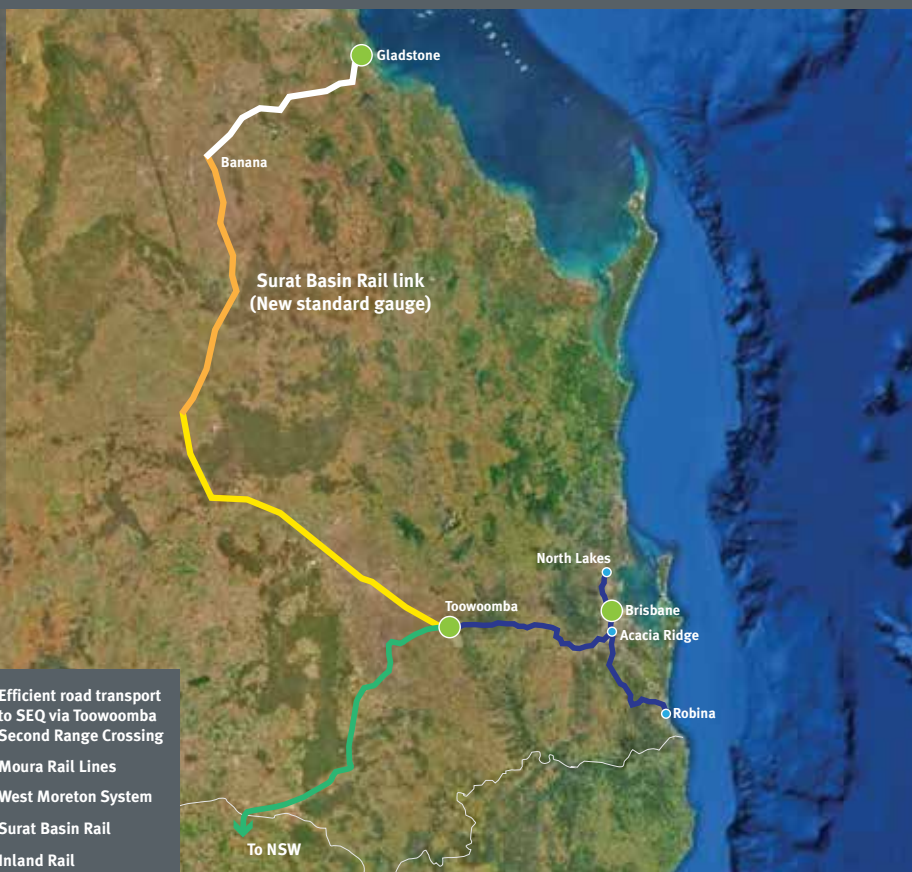 Gladstone
Banana
Surat Basin Rail link
(New standard gauge)
North Lakes
Toowoomba
Brisbane
Acacia Ridge
Robina
Efficient road transport
to SEQ via Toowoomba
Second Range Crossing
Moura Rail Lines
West Moreton System
Surat Basin Rail
Inland Rail
To NSW